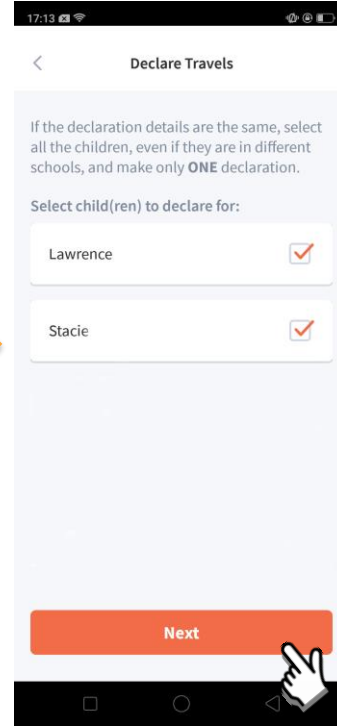 17:13
Declare Travels
If the declaration details are the same, select
all the children, even if they are in different
schools, and make only ONE declaration.
Select child(ren) to declare for:
Lawrence
Stacie
Next